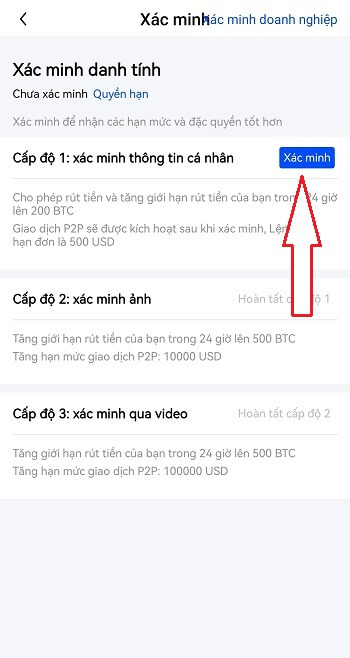 Xác minh
Xác minh doanh nghiệp
Xác minh danh tính
Chưa xác minh Quyền hạn
Xác minh để nhận các hạn mức và đặc quyền tốt hơn
Cấp độ 1: xác minh thông tin cá nhân
Xác minh
Cho phép rút tiền và tăng giới hạn rút tiền của bạn trong 24 giờ
lên 200 BTC
Giao dịch P2P sẽ được kích hoạt sau khi xác minh, Lện
hạn đơn là 500 USD
Cấp độ 2: xác minh ảnh
Hoàn tất cấp độ 1
Tăng giới hạn rút tiền của bạn trong 24 giờ lên 500 BTC
Tăng hạn mức giao dịch P2P: 10000 USD
Cấp độ 3: xác minh qua video
Hoàn tất cấp độ 2
Tăng giới hạn rút tiền của bạn trong 24 giờ lên 500 BTC
Tăng hạn mức giao dịch P2P: 100000 USD